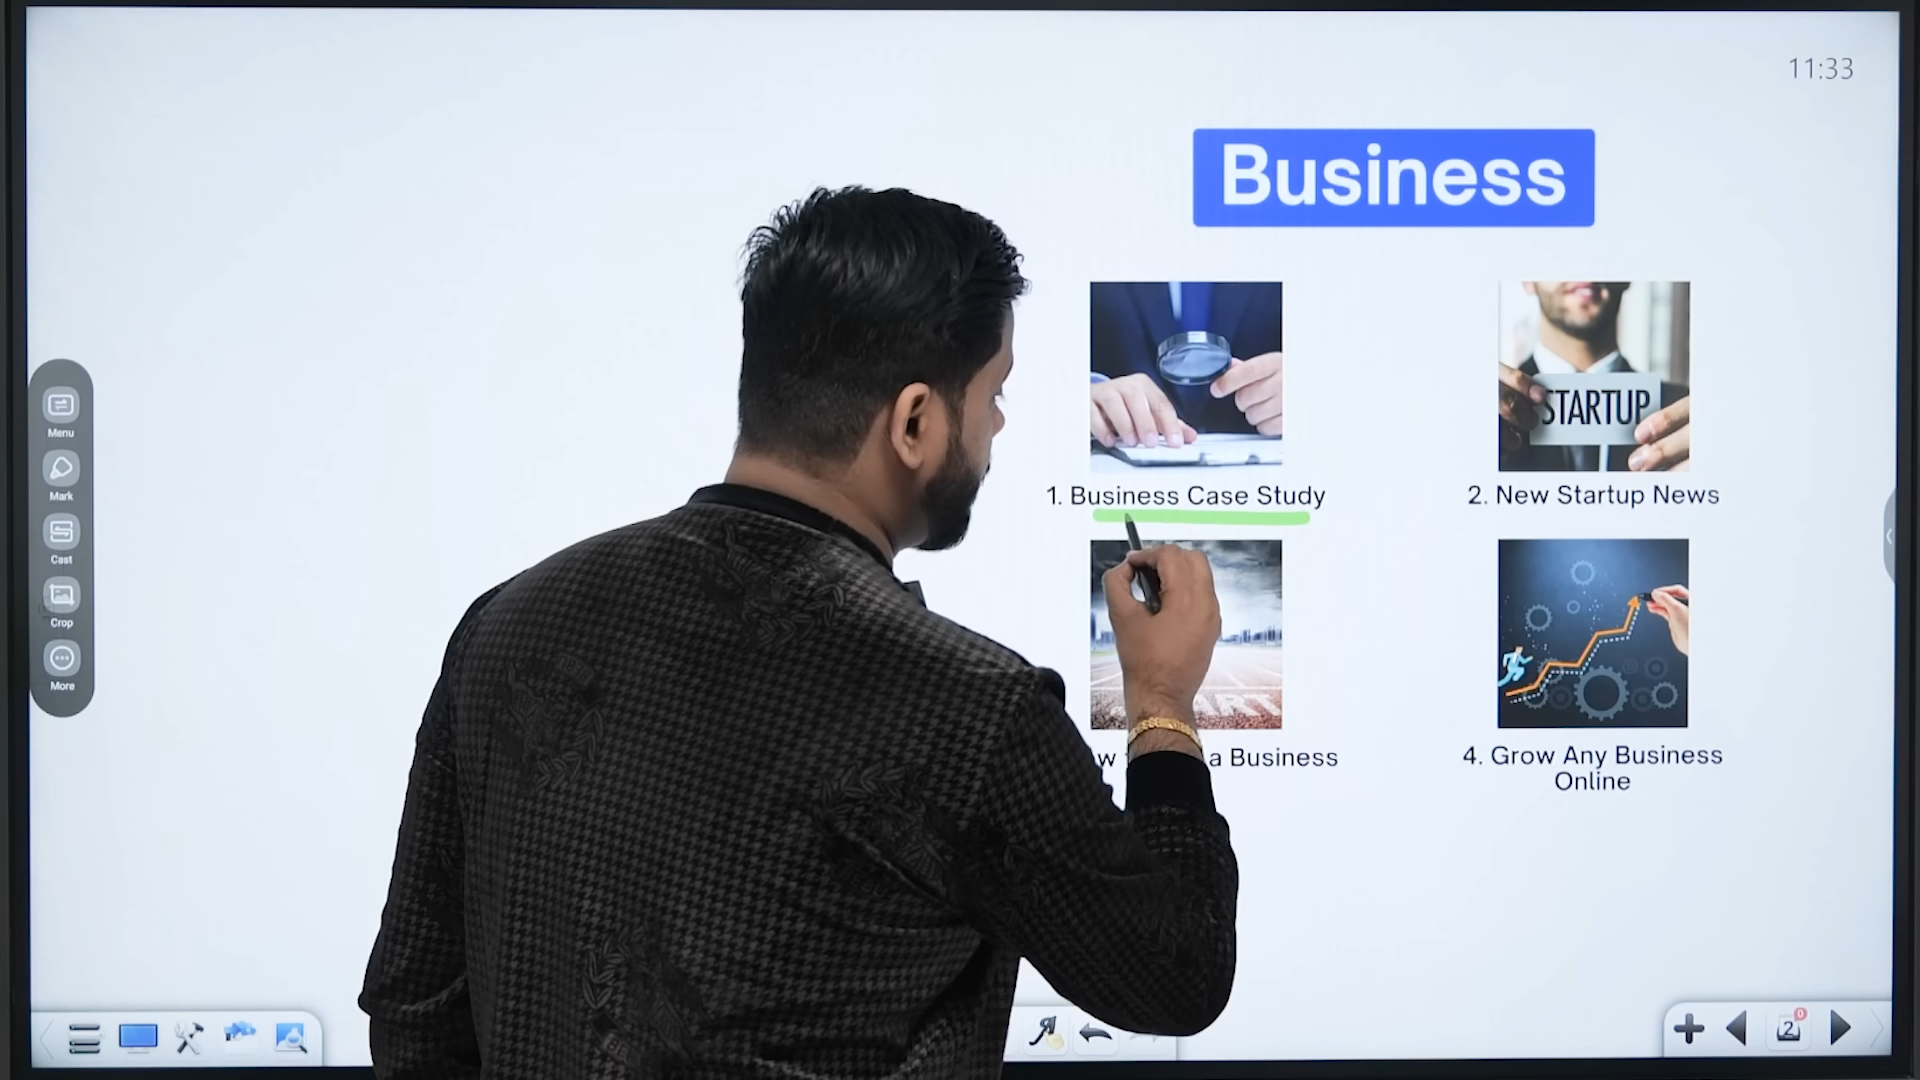 11:33
Business
STARTUP
1. Business Case Study
2. New Startup News
a Business
4. Grow Any Business
Online
Menu
Mark
Cast
Crop
More
2
0